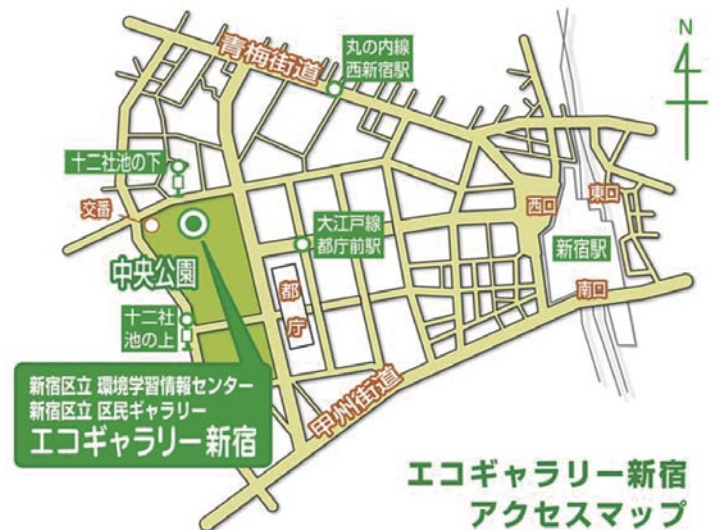 N
青梅街道
丸の内線
西新宿駅
十二社池の下
交番
中央公園
大江戸線
都庁前駅
西口
東口
新宿駅
南口
都庁
十二社
池の上
甲州街道
新宿区立 環境学習情報センター
新宿区立 区民ギャラリー
エコギャラリー新宿
エコギャラリー新宿
アクセスマップ